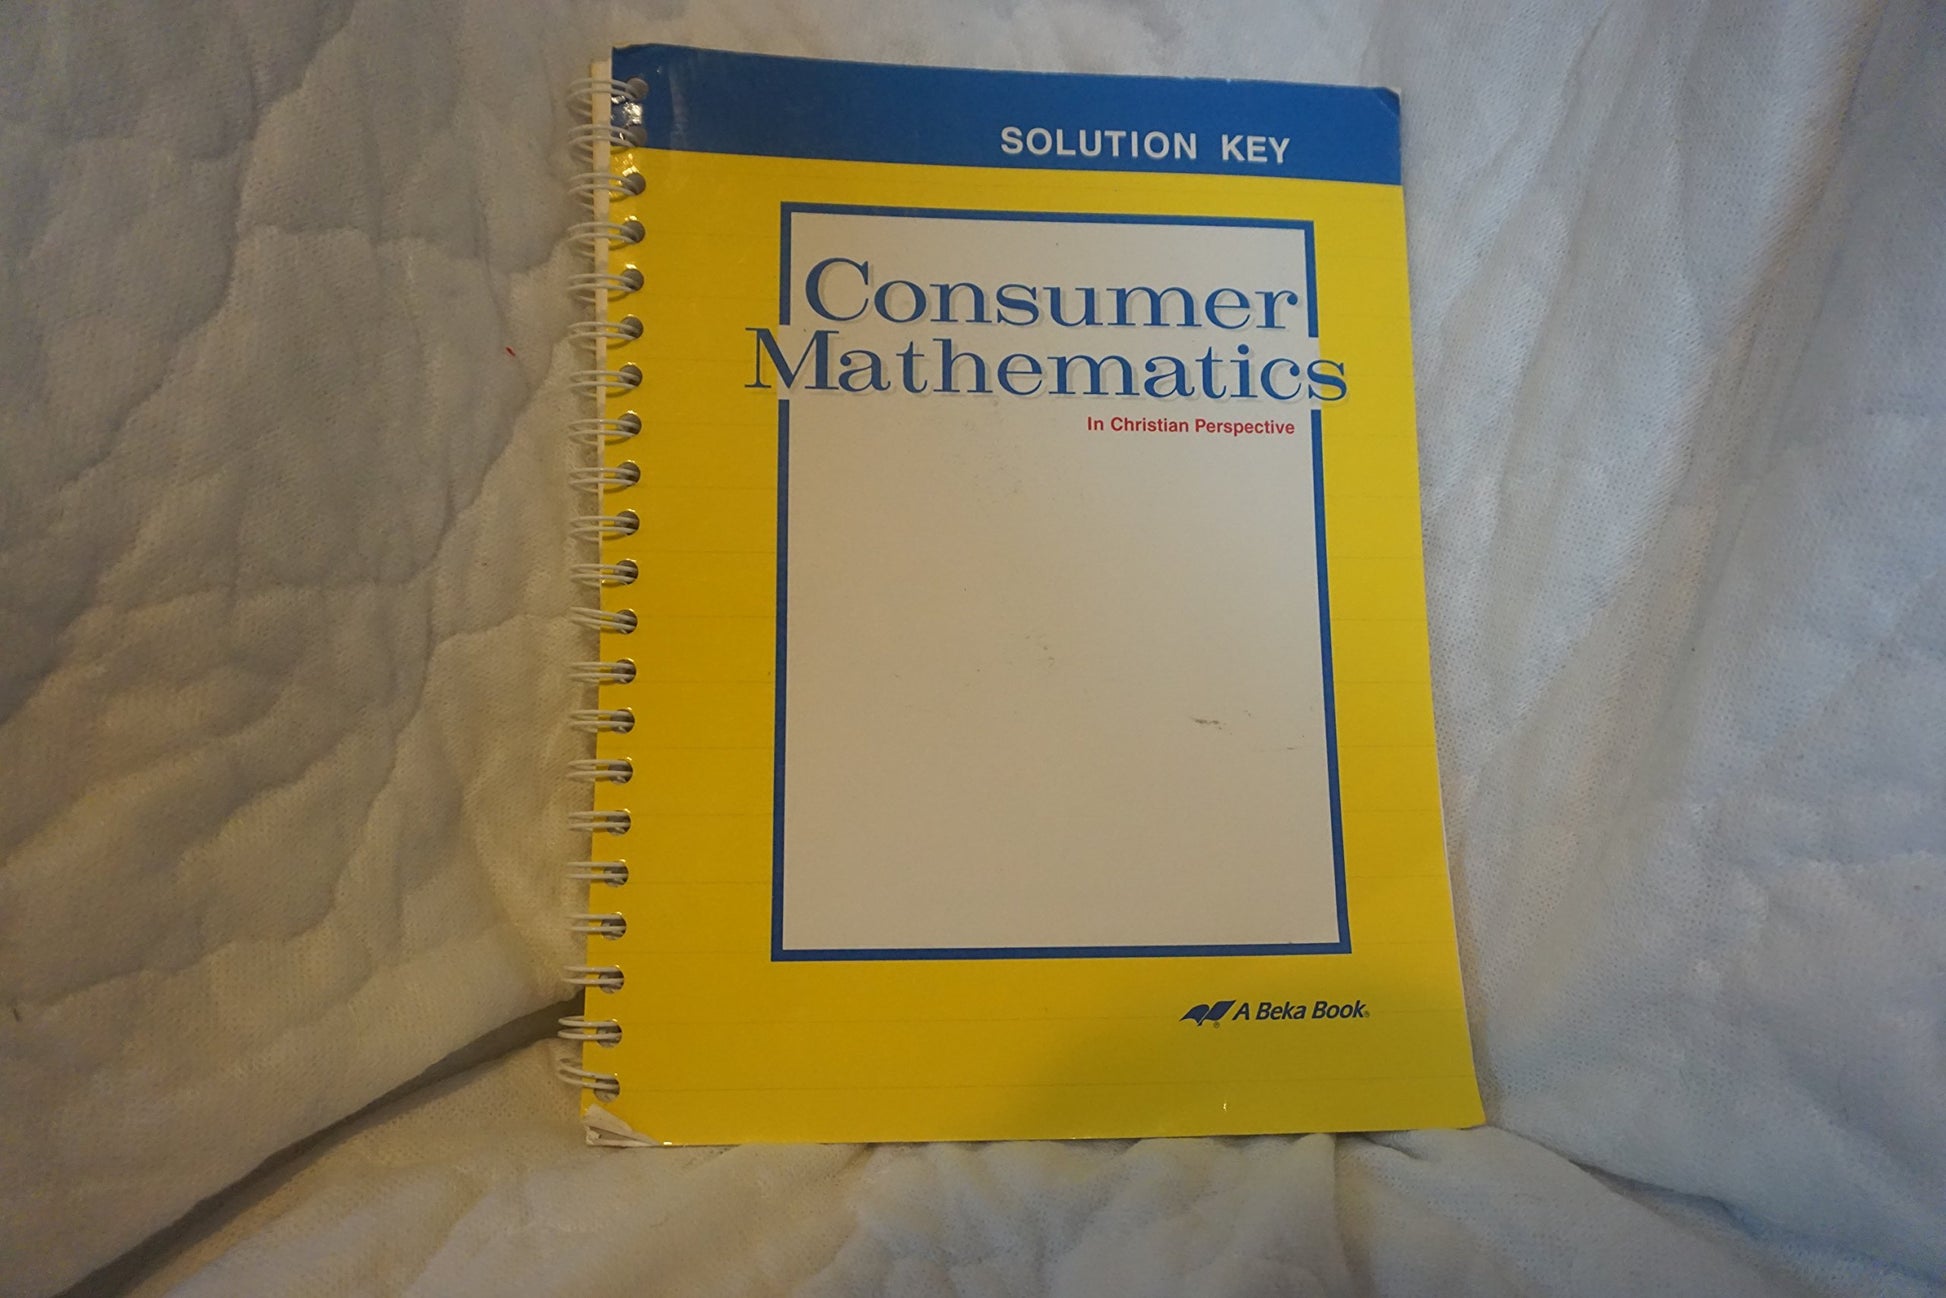 SOLUTION KEY
Consumer
Mathematics
In Christian Perspective
A Beka Book®